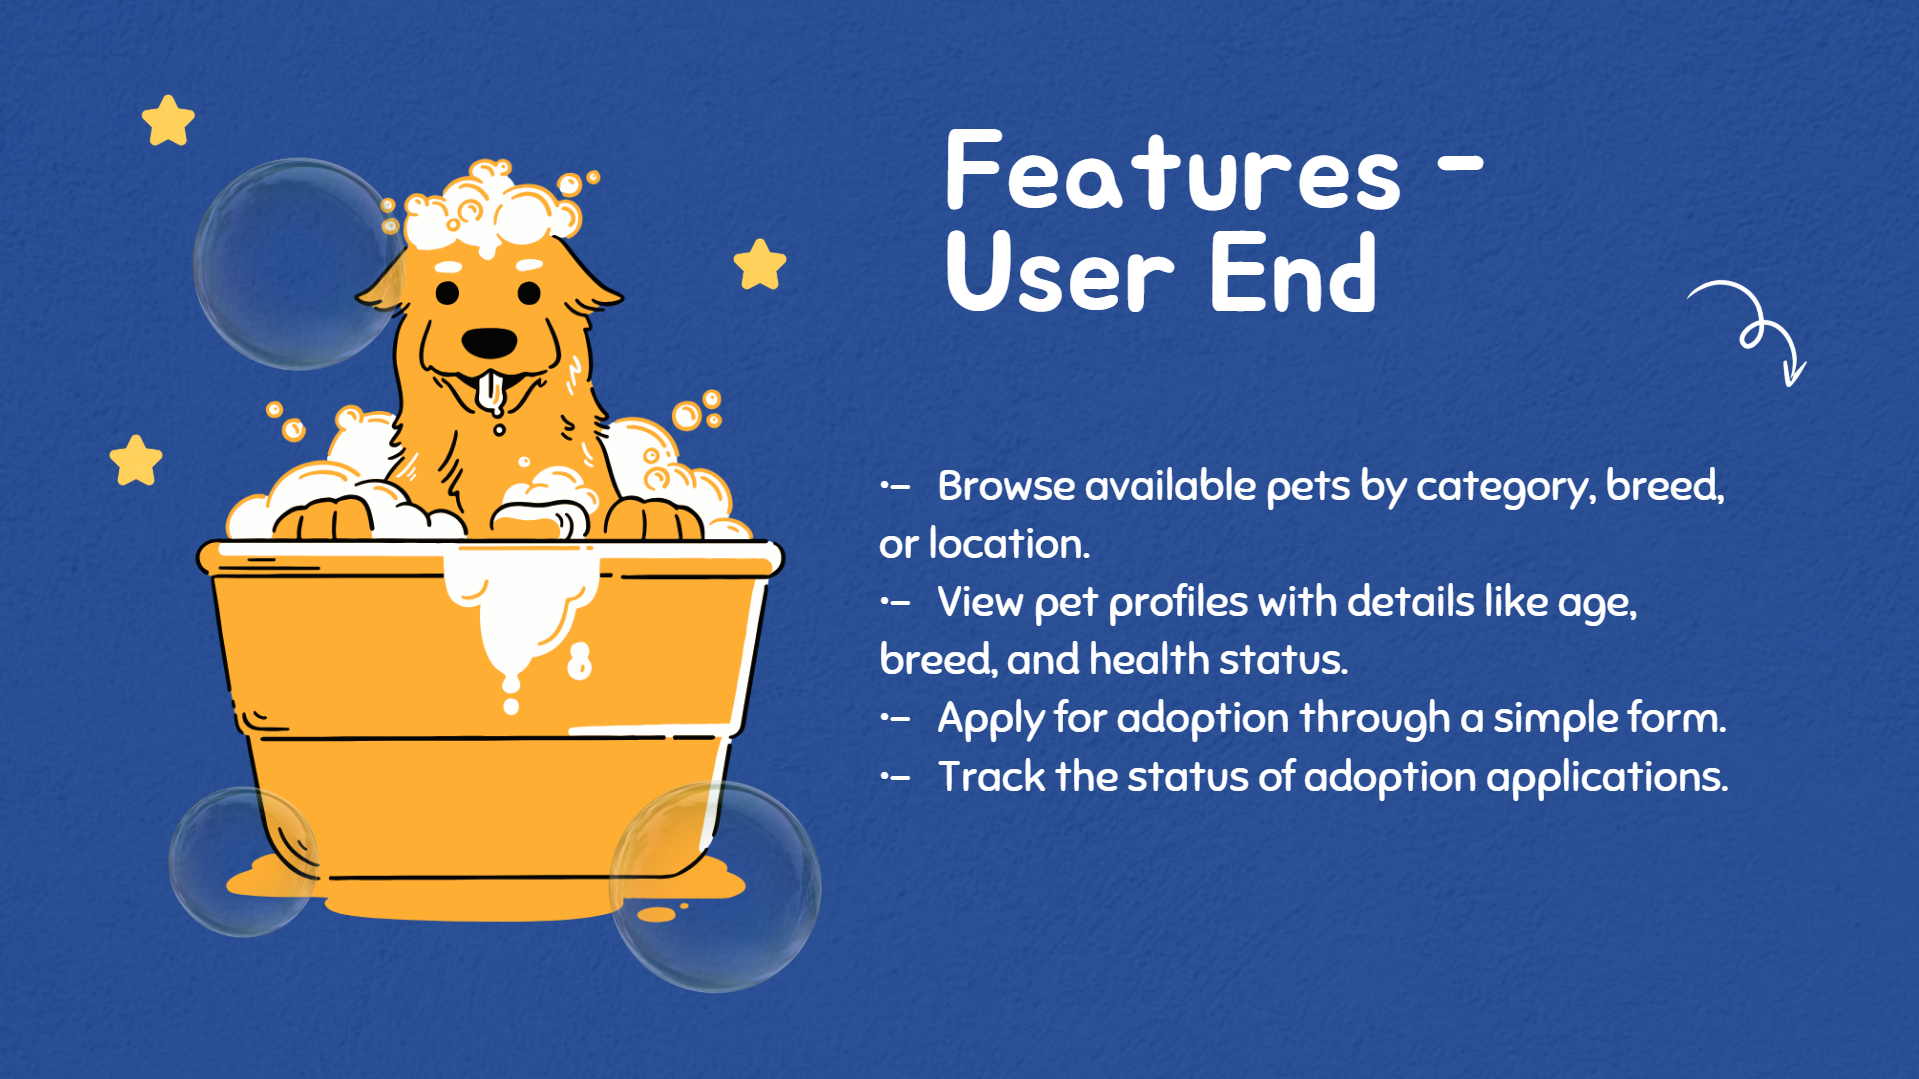 Features -
User End
·–  Browse available pets by category, breed,
or location.
·–  View pet profiles with details like age,
breed, and health status.
·–  Apply for adoption through a simple form.
·–  Track the status of adoption applications.